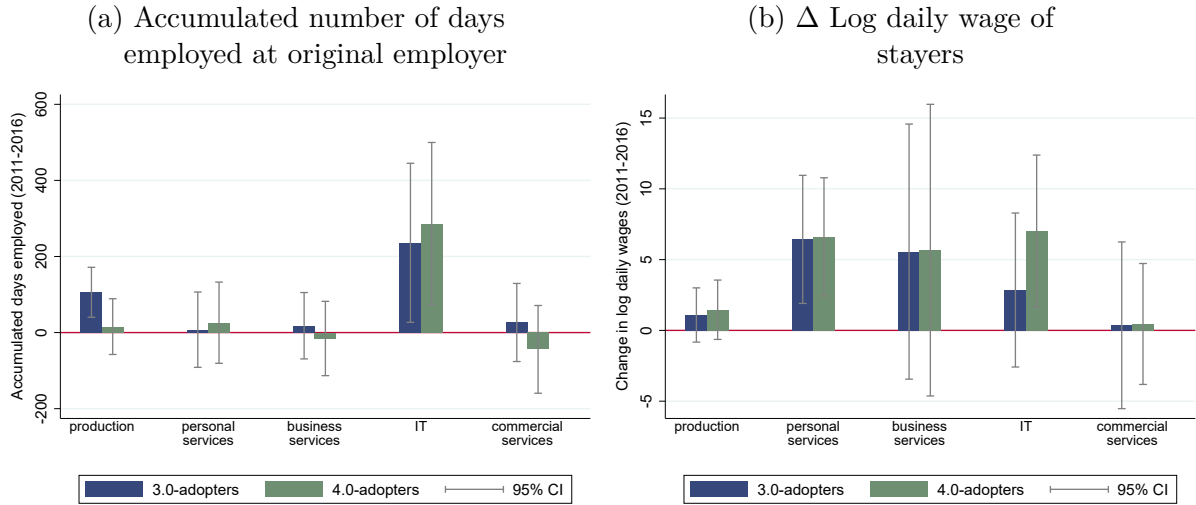 (a) Accumulated number of days
employed at original employer
Accumulated days employed (2011-2016)
600
400
200
0
-200
production
personal
services
business
services
IT
commercial
services
3.0-adopters
4.0-adopters
95% CI
(b) Δ Log daily wage of
stayers
Change in log daily wages (2011-2016)
15
10
5
0
-5
production
personal
services
business
services
IT
commercial
services
3.0-adopters
4.0-adopters
95% CI